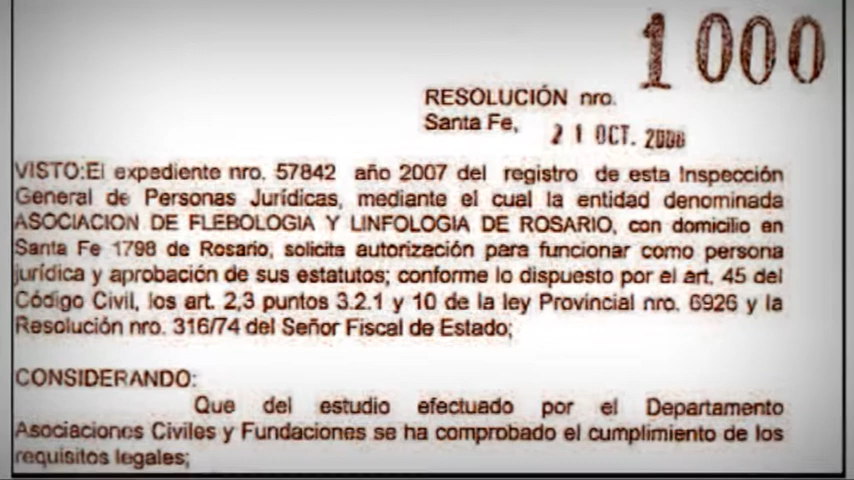 1000
RESOLUCIÓN nro.
Santa Fe, 21 OCT. 2008
VISTO:El expediente nro. 57842 año 2007 del registro de esta Inspección
General de Personas Jurídicas, mediante el cual la entidad denominada
ASOCIACION DE FLEBOLOGIA Y LINFOLOGIA DE ROSARIO, con domicilio en
Santa Fe 1798 de Rosario, solicita autorización para funcionar como persona
jurídica y aprobación de sus estatutos; conforme lo dispuesto por el art. 45 del
Código Civil, los art. 2,3 puntos 3.2.1 y 10 de la ley Provincial nro. 6926 y la
Resolución nro. 316/74 del Señor Fiscal de Estado;
CONSIDERANDO:
Que del estudio efectuado por el Departamento
Asociaciones Civiles y Fundaciones se ha comprobado el cumplimiento de los
requisitos legales;